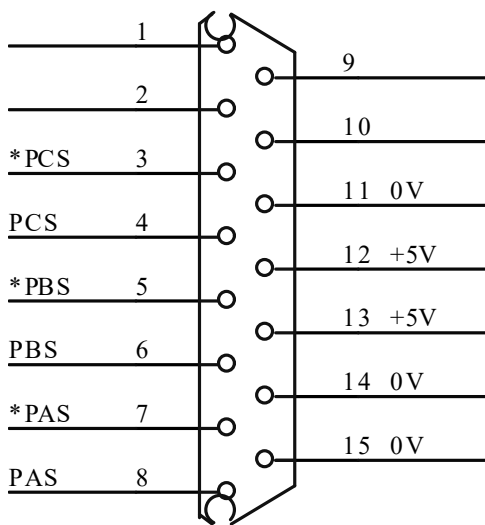 1
9
2
10
*PCS 3
11 0V
PCS 4
12 +5V
*PBS 5
13 +5V
PBS 6
14 0V
*PAS 7
15 0V
PAS 8